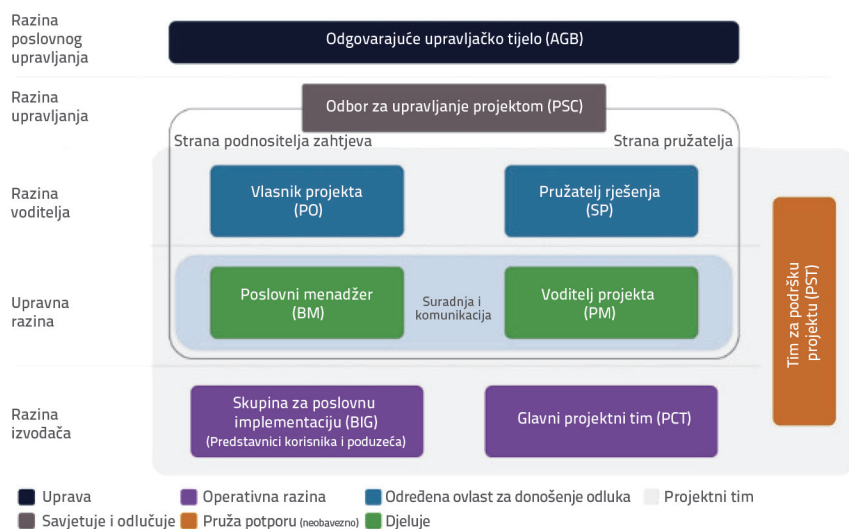 Razina
poslovnog
upravljanja
Odgovarajuće upravljačko tijelo (AGB)
Razina
upravljanja
Odbor za upravljanje projektom (PSC)
Strana podnositelja zahtjeva
Strana pružatelja
Razina
voditelja
Vlasnik projekta
(PO)
Pružatelj rješenja
(SP)
Tim za podršku
projektu (PST)
Upravna
razina
Poslovni menadžer
(BM)
Suradnja i
komunikacija
Voditelj projekta
(PM)
Razina
izvođača
Skupina za poslovnu
implementaciju (BIG)
(Predstavnici korisnika i poduzeća)
Glavni projektni tim (PCT)
Uprava
Operativna razina
Određena ovlast za donošenje odluka
Projektni tim
Savjetuje i odlučuje
Pruža potporu (neobavezno)
Djeluje